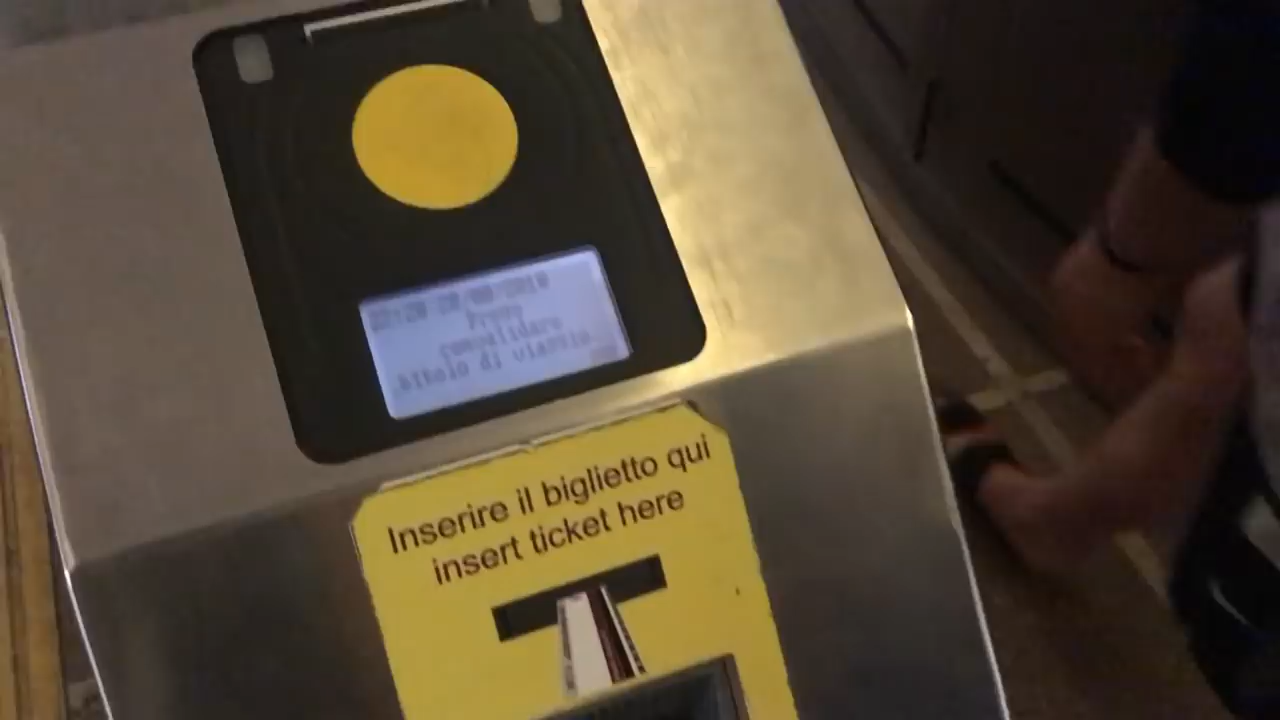 Prego
convalidare
titolo di viaggio
Inserire il biglietto qui
insert ticket here